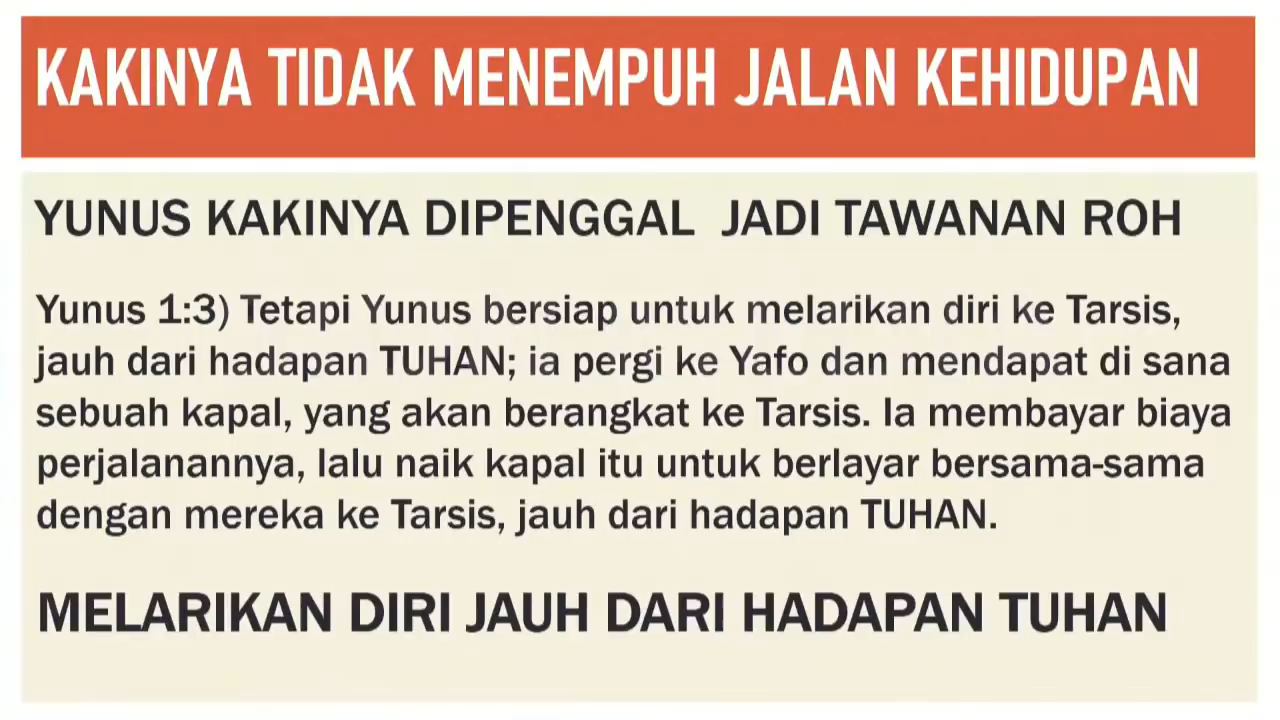 KAKINYA TIDAK MENEMPUH JALAN KEHIDUPAN
YUNUS KAKINYA DIPENGGAL JADI TAWANAN ROH
Yunus 1:3) Tetapi Yunus bersiap untuk melarikan diri ke Tarsis,
jauh dari hadapan TUHAN; ia pergi ke Yafo dan mendapat di sana
sebuah kapal, yang akan berangkat ke Tarsis. Ia membayar biaya
perjalanannya, lalu naik kapal itu untuk berlayar bersama-sama
dengan mereka ke Tarsis, jauh dari hadapan TUHAN.
MELARIKAN DIRI JAUH DARI HADAPAN TUHAN